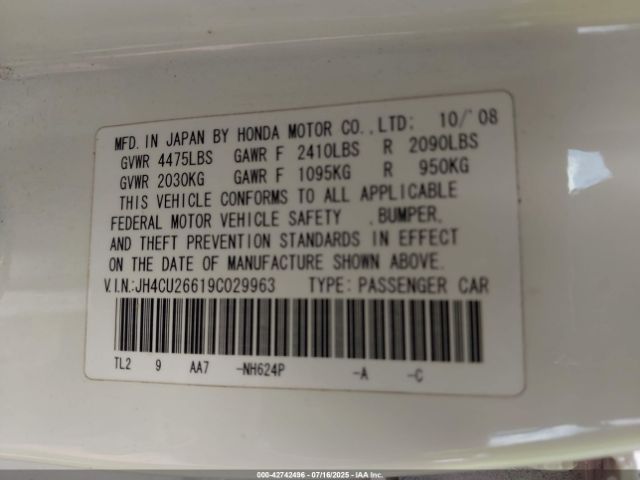 MFD. IN JAPAN BY HONDA MOTOR CO., LTD: 10/'08
GVWR 4475LBS GAWR F 2410LBS R 2090LBS
GVWR 2030KG GAWR F 1095KG R 950KG
THIS VEHICLE CONFORMS TO ALL APPLICABLE
FEDERAL MOTOR VEHICLE SAFETY , BUMPER,
AND THEFT PREVENTION STANDARDS IN EFFECT
ON THE DATE OF MANUFACTURE SHOWN ABOVE.
V.I.N.:JH4CU26619C029963 TYPE: PASSENGER CAR
TL2 9 AA7 -NH624P -A -C
000-42742496 - 07/16/2025 - IAA Inc.